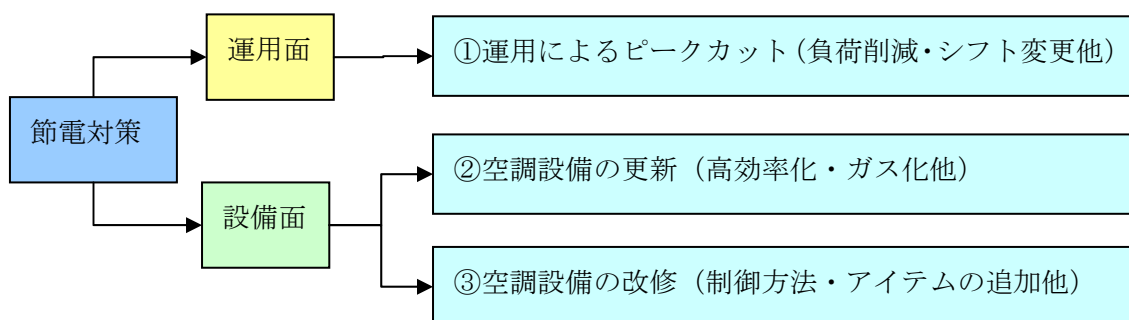 節電対策
運用面
①運用によるピークカット(負荷削減・シフト変更他)
設備面
②空調設備の更新（高効率化・ガス化他）
③空調設備の改修（制御方法・アイテムの追加他）